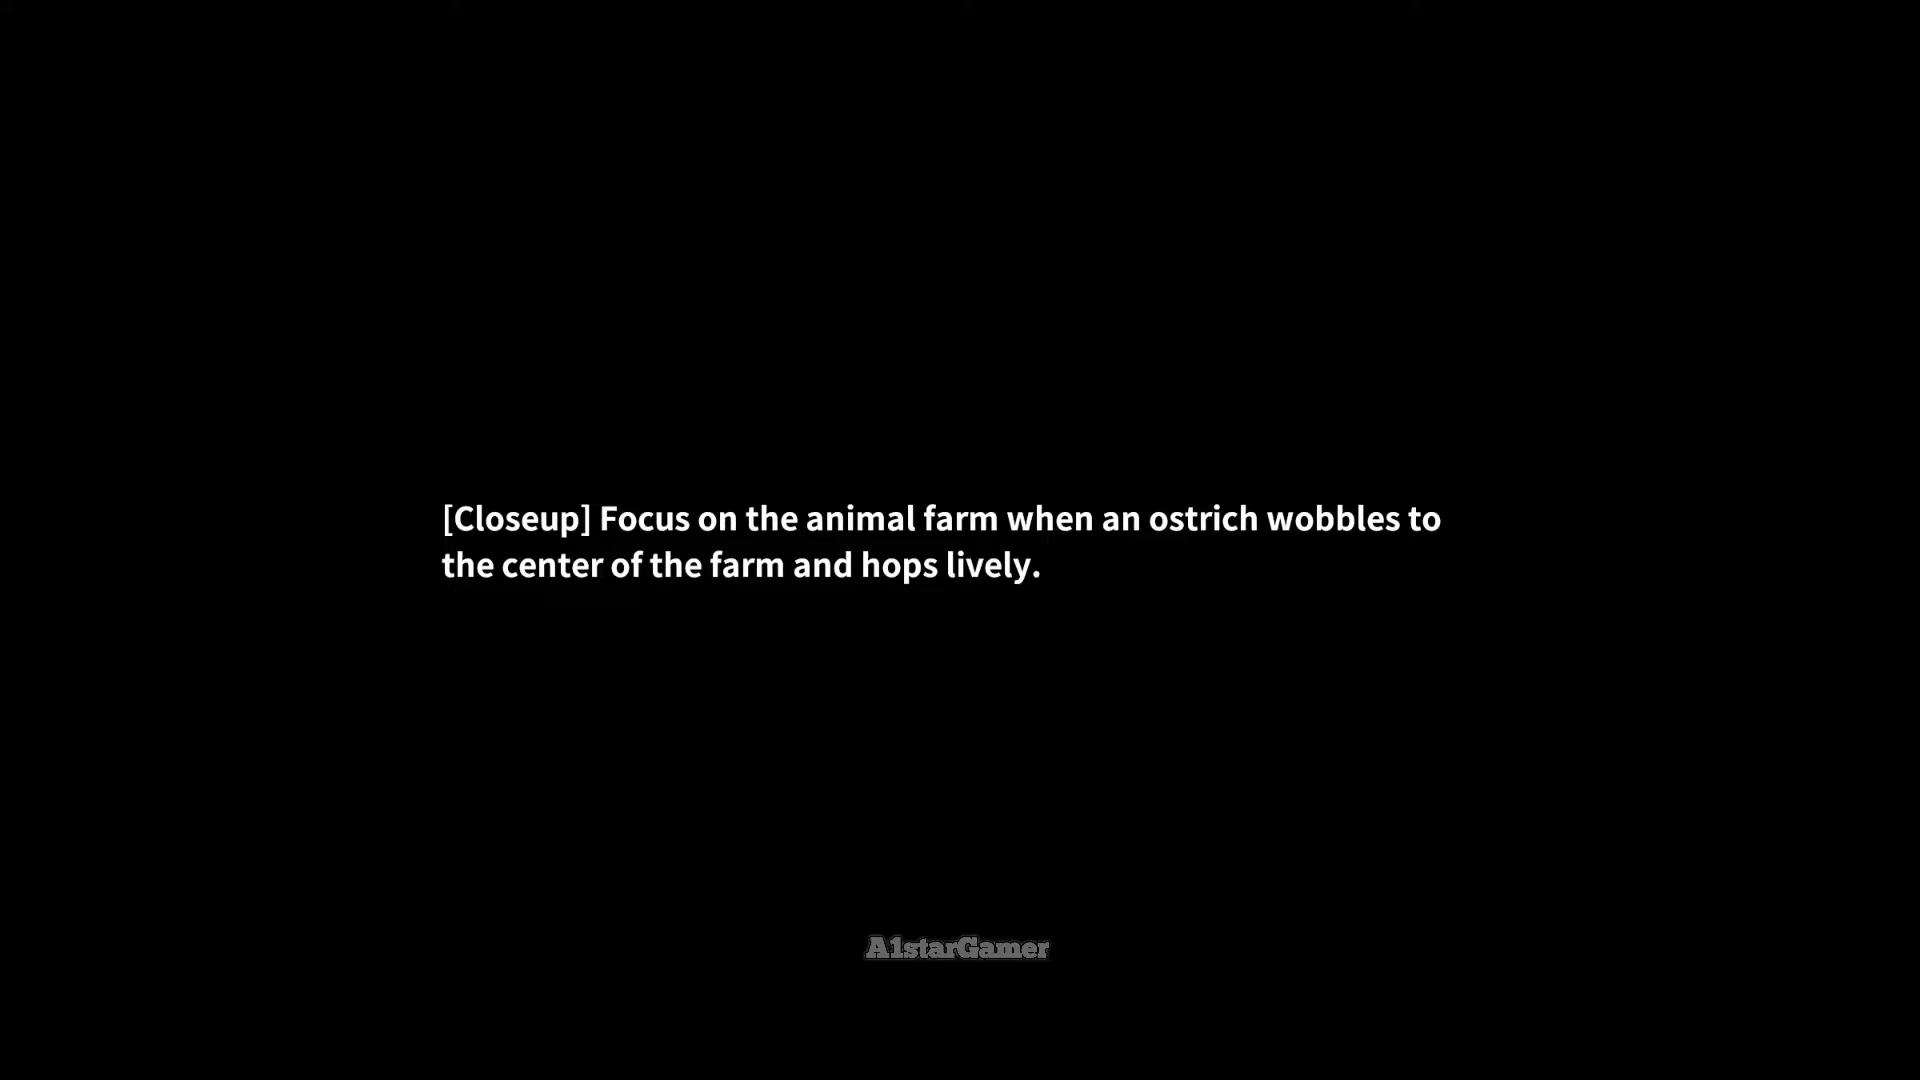 [Closeup] Focus on the animal farm when an ostrich wobbles to
the center of the farm and hops lively.
A1starGamer